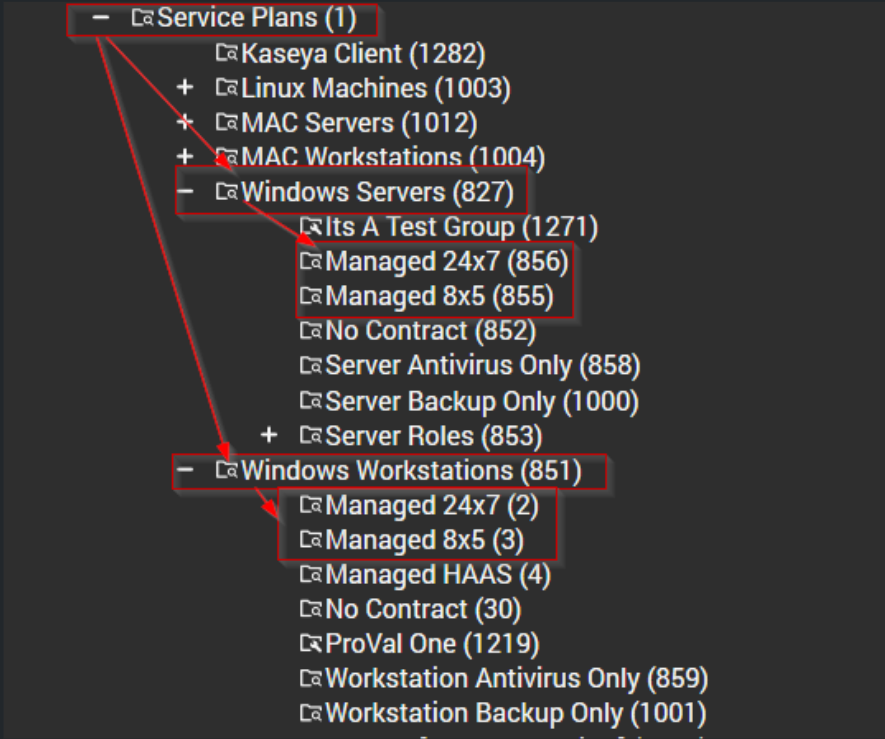 Service Plans (1)
Kaseya Client (1282)
Linux Machines (1003)
MAC Servers (1012)
MAC Workstations (1004)
Windows Servers (827)
Its A Test Group (1271)
Managed 24x7 (856)
Managed 8x5 (855)
No Contract (852)
Server Antivirus Only (858)
Server Backup Only (1000)
Server Roles (853)
Windows Workstations (851)
Managed 24x7 (2)
Managed 8x5 (3)
Managed HAAS (4)
No Contract (30)
ProVal One (1219)
Workstation Antivirus Only (859)
Workstation Backup Only (1001)